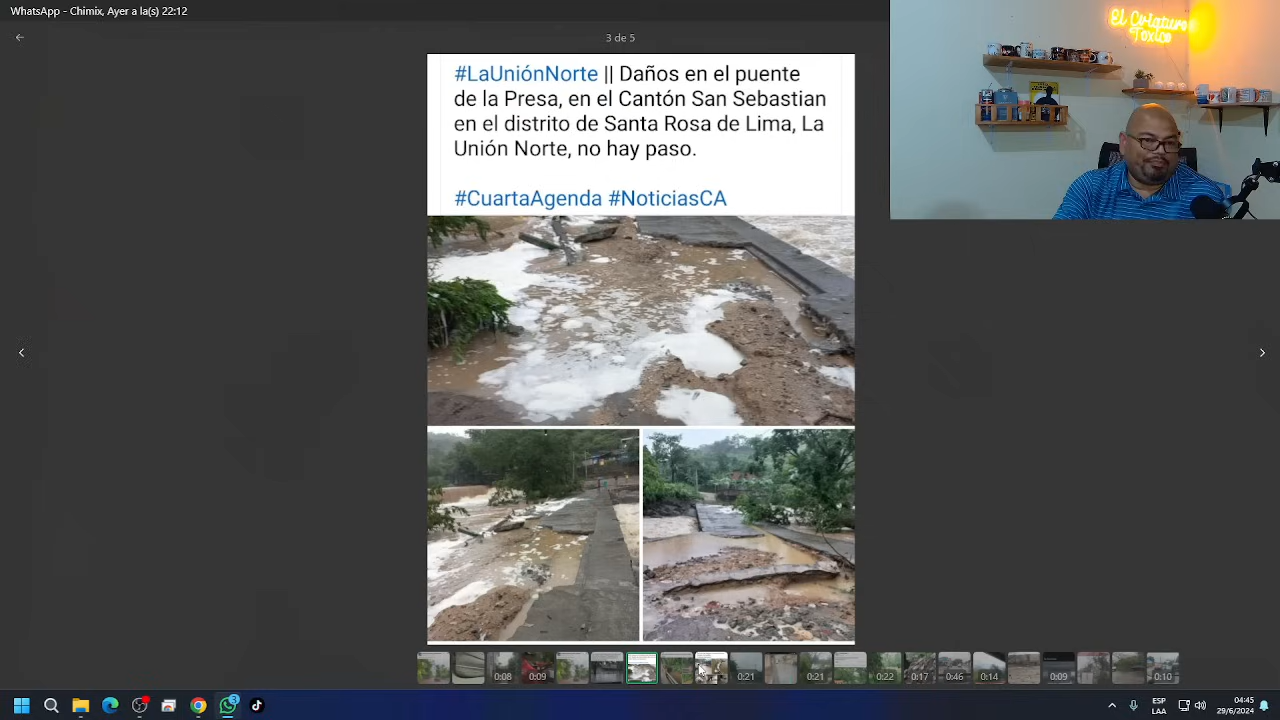 WhatsApp - Chimix, Ayer a la(s) 22:12
3 de 5
El Criaturo
Toxico
#LaUniónNorte || Daños en el puente
de la Presa, en el Cantón San Sebastian
en el distrito de Santa Rosa de Lima, La
Unión Norte, no hay paso.
#CuartaAgenda #NoticiasCA
0:08
0:09
0:21
0:21
0:22
0:17
0:46
0:14
0:09
0:10
3
ESP
LAA
04:45
29/6/2024